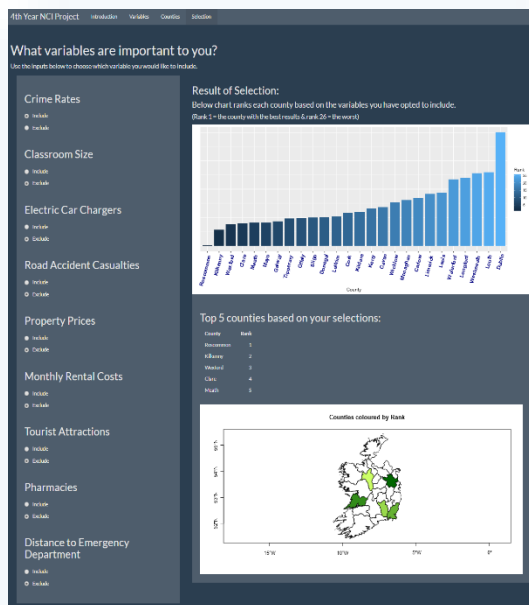 4th Year NCI Project
Introduction
Variables
Counties
Selection
What variables are important to you?
Use the inputs below to choose which variable you would like to include.
Crime Rates
Include
Exclude
Classroom Size
Include
Exclude
Electric Car Chargers
Include
Exclude
Road Accident Casualties
Include
Exclude
Property Prices
Include
Exclude
Monthly Rental Costs
Include
Exclude
Tourist Attractions
Include
Exclude
Pharmacies
Include
Exclude
Distance to Emergency
Department
Include
Exclude
Result of Selection:
Below chart ranks each county based on the variables you have opted to include.
(Rank 1 = the county with the best results & rank 26 = the worst)
Rank
Roscommon
Kilkenny
Wexford
Clare
Meath
Mayo
Galway
Tipperary
Offaly
Sligo
Donegal
Leitrim
Cork
Kildare
Kerry
Cavan
Wicklow
Monaghan
Carlow
Limerick
Laois
Waterford
Longford
Westmeath
Louth
Dublin
County
Top 5 counties based on your selections:
County Rank
Roscommon 1
Kilkenny 2
Wexford 3
Clare 4
Meath 5
Counties coloured by Rank
15°W
10°W
5°W
0°